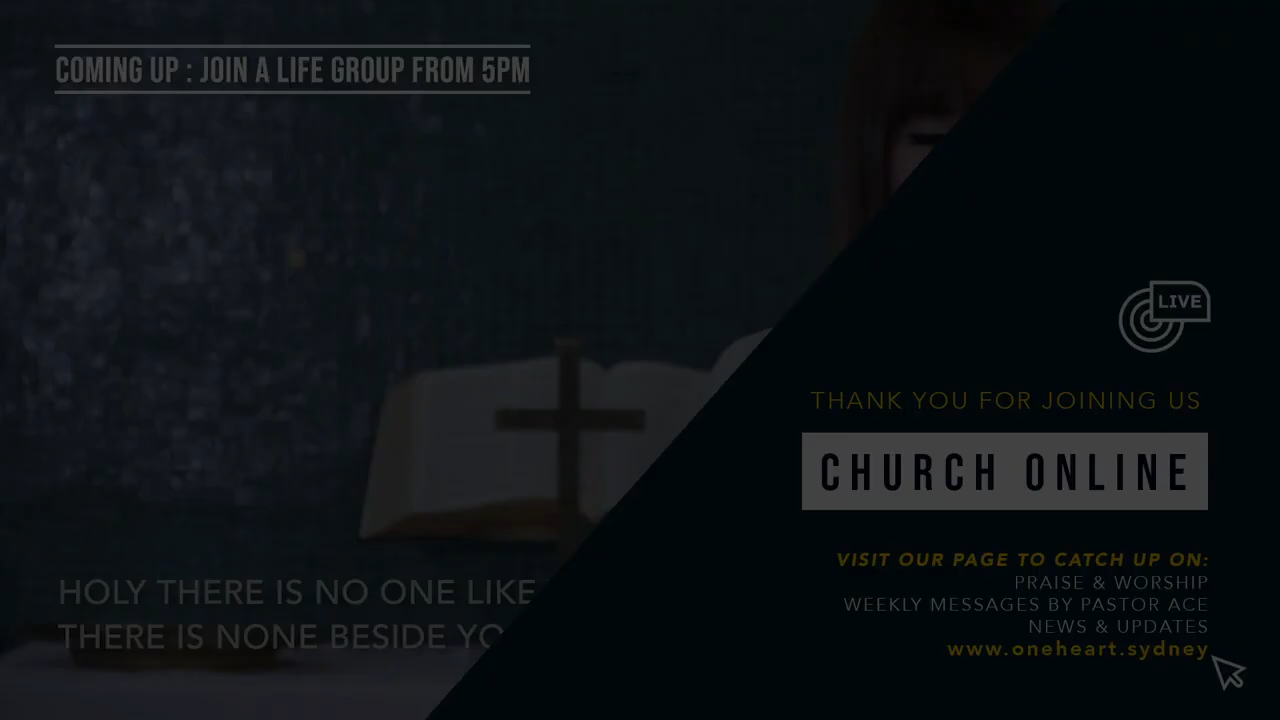 COMING UP : JOIN A LIFE GROUP FROM 5PM
LIVE
THANK YOU FOR JOINING US
CHURCH ONLINE
VISIT OUR PAGE TO CATCH UP ON:
PRAISE & WORSHIP
WEEKLY MESSAGES BY PASTOR ACE
NEWS & UPDATES
www.oneheart.sydney
HOLY THERE IS NO ONE LIKE
THERE IS NONE BESIDE